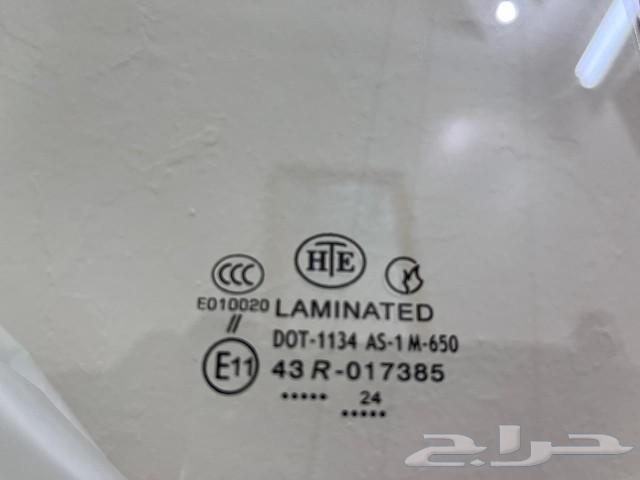 HTE
CCC
E010020 LAMINATED
//
DOT-1134 AS-1 M-650
E11 43 R-017385
••••• 24
•••••
حراج